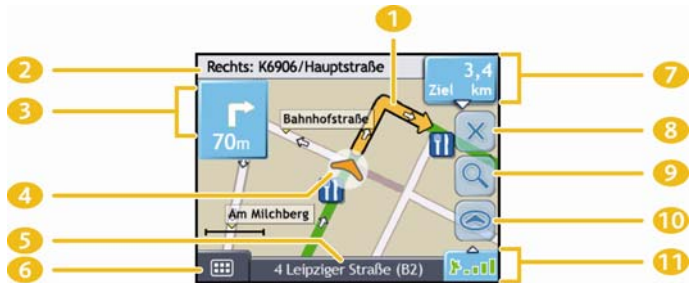 1
2
Rechts: K6906/Hauptstraße
3,4
Ziel km
7
3
70m
Bahnhofstraße
8
4
9
Am Milchberg
10
5
6
4 Leipziger Straße (B2)
11